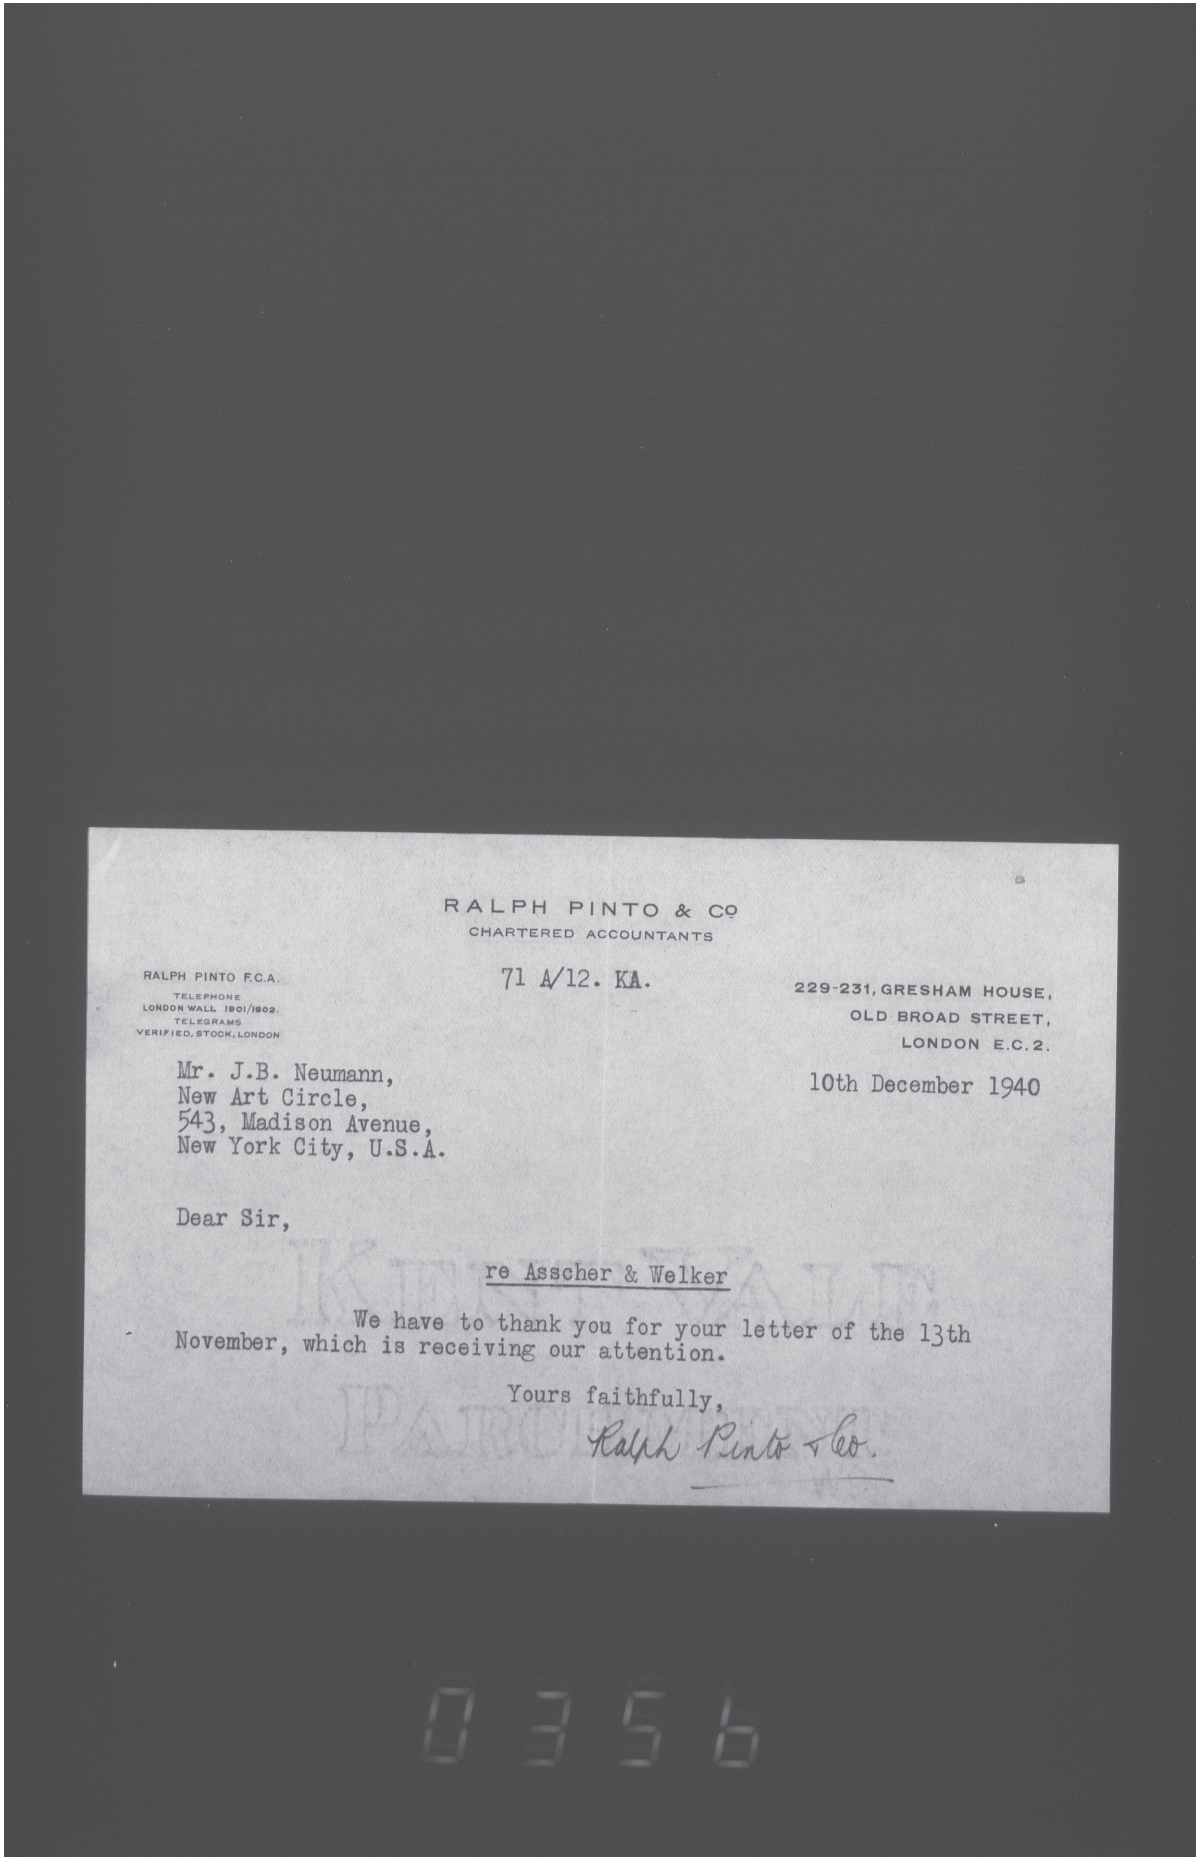 RALPH PINTO & Co
CHARTERED ACCOUNTANTS
RALPH PINTO F.C.A.
TELEPHONE
LONDON WALL 1901/1902.
TELEGRAMS
VERIFIED, STOCK, LONDON
71 A/12. KA.
229-231, GRESHAM HOUSE,
OLD BROAD STREET,
LONDON E.C.2.
10th December 1940
Mr. J.B. Neumann,
New Art Circle,
543, Madison Avenue,
New York City, U.S.A.
Dear Sir,
re Asscher & Welker
We have to thank you for your letter of the 13th
November, which is receiving our attention.
Yours faithfully,
Ralph Pinto & Co.
0356